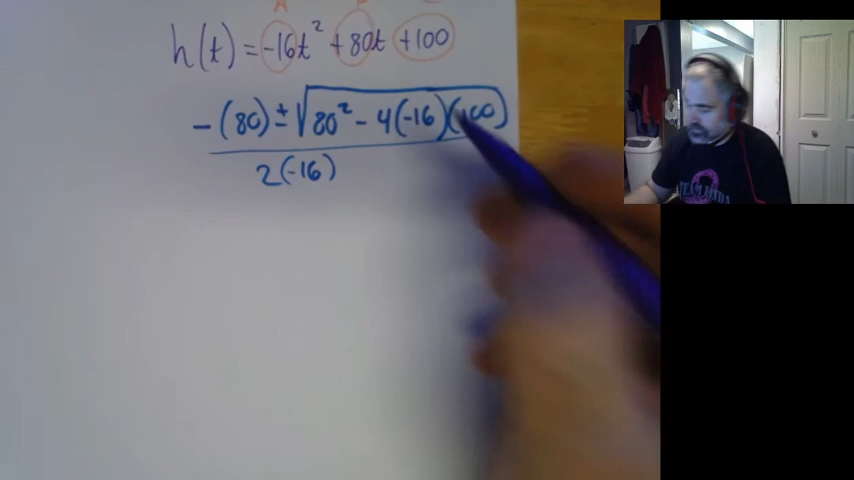 A
h(t) = -16t² + 80t + 100
-(80) ± √80² - 4(-16)(100)
2(-16)